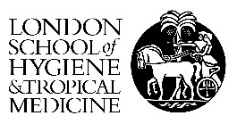 LONDON
SCHOOL of
HYGIENE
& TROPICAL
MEDICINE